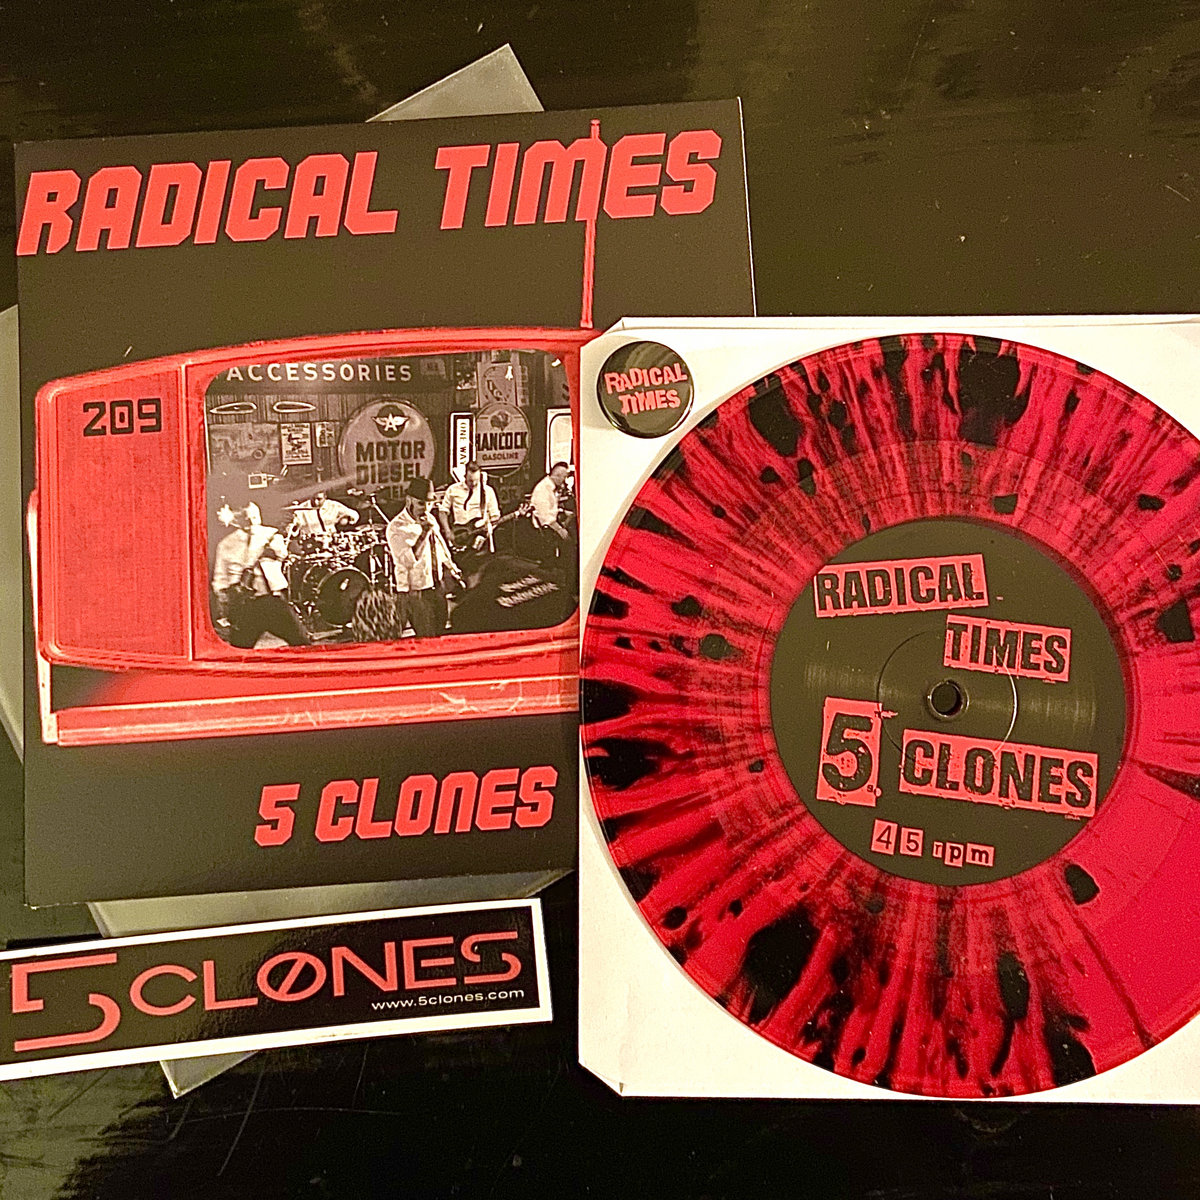 RADICAL TIMES
209
ACCESSORIES
A
MOTOR
DIESEL
HANCOCK
GASOLINE
5 CLONES
5CLONES
www.5clones.com
RADICAL
TIMES
RADICAL
TIMES
5 CLONES
45 rpm